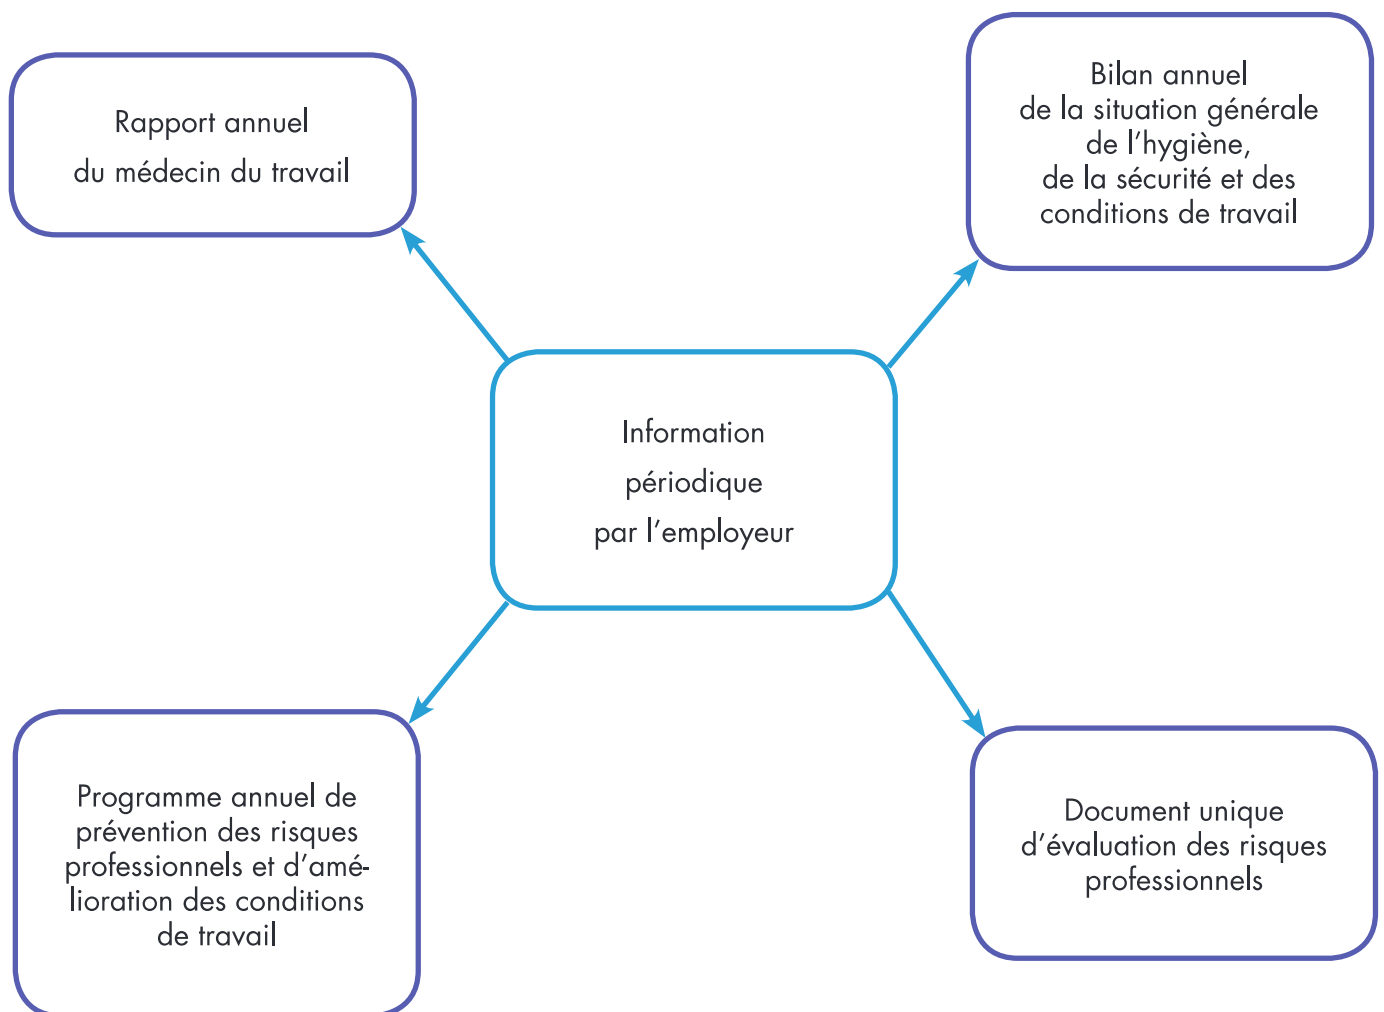 Rapport annuel
du médecin du travail
Bilan annuel
de la situation générale
de l'hygiène,
de la sécurité et des
conditions de travail
Information
périodique
par l'employeur
Programme annuel de
prévention des risques
professionnels et d'amé-
lioration des conditions
de travail
Document unique
d'évaluation des risques
professionnels